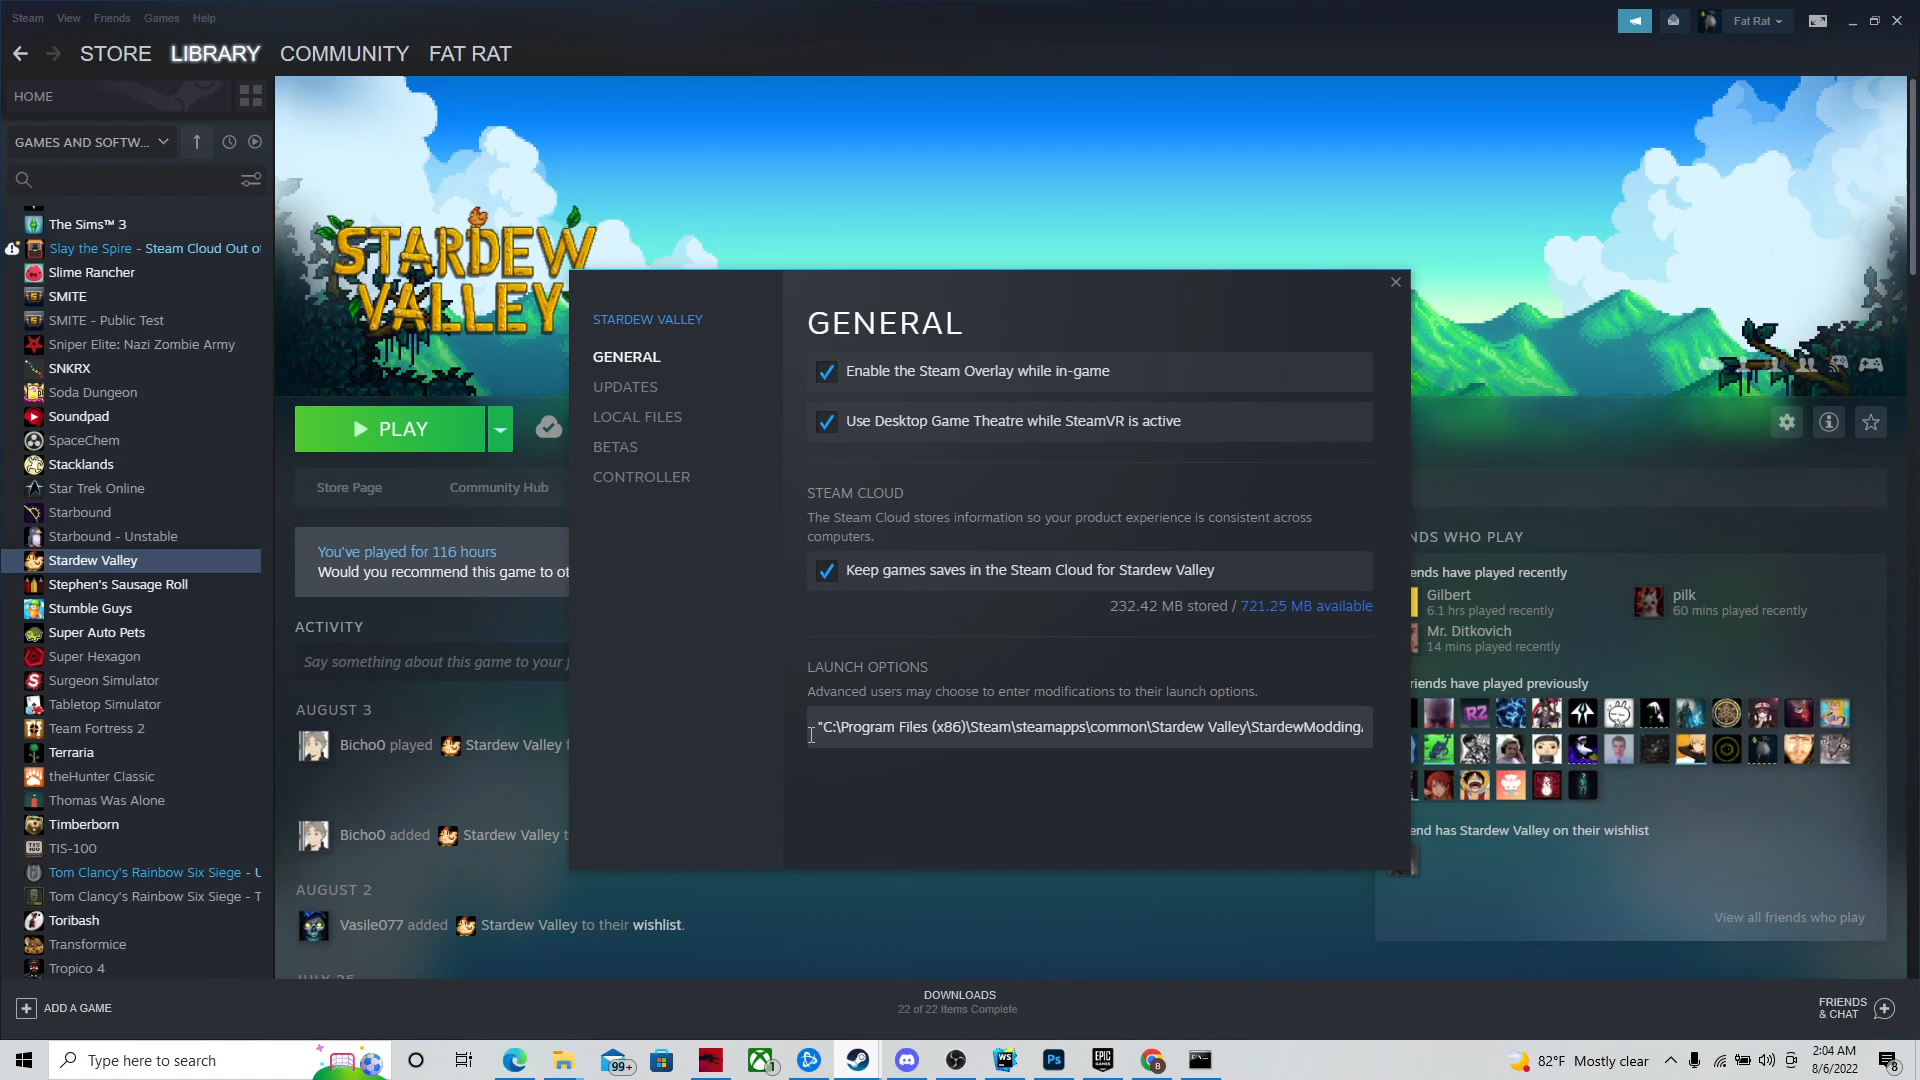 Steam View Friends Games Help
Fat Rat
STORE LIBRARY COMMUNITY FAT RAT
HOME
GAMES AND SOFTW...
The Sims™ 3
Slay the Spire - Steam Cloud Out of
Slime Rancher
SMITE
SMITE - Public Test
Sniper Elite: Nazi Zombie Army
SNKRX
Soda Dungeon
Soundpad
SpaceChem
Stacklands
Star Trek Online
Starbound
Starbound - Unstable
Stardew Valley
Stephen's Sausage Roll
Stumble Guys
Super Auto Pets
Super Hexagon
Surgeon Simulator
Tabletop Simulator
Team Fortress 2
Terraria
theHunter Classic
Thomas Was Alone
Timberborn
TIS-100
Tom Clancy's Rainbow Six Siege - U
Tom Clancy's Rainbow Six Siege - T
Toribash
Transformice
Tropico 4
ADD A GAME
STARDEW
VALLEY
PLAY
Store Page Community Hub
You've played for 116 hours
Would you recommend this game to ot
ACTIVITY
Say something about this game to your f
AUGUST 3
Bicho0 played Stardew Valley f
Bicho0 added Stardew Valley t
AUGUST 2
Vasile077 added Stardew Valley to their wishlist.
STARDEW VALLEY
GENERAL
UPDATES
LOCAL FILES
BETAS
CONTROLLER
GENERAL
Enable the Steam Overlay while in-game
Use Desktop Game Theatre while SteamVR is active
STEAM CLOUD
The Steam Cloud stores information so your product experience is consistent across
computers.
Keep games saves in the Steam Cloud for Stardew Valley
232.42 MB stored / 721.25 MB available
LAUNCH OPTIONS
Advanced users may choose to enter modifications to their launch options.
"C:\Program Files (x86)\Steam\steamapps\common\Stardew Valley\StardewModding
NDS WHO PLAY
ends have played recently
Gilbert
6.1 hrs played recently
pilk
60 mins played recently
Mr. Ditkovich
14 mins played recently
riends have played previously
end has Stardew Valley on their wishlist
View all friends who play
DOWNLOADS
22 of 22 Items Complete
FRIENDS
& CHAT
Type here to search
99+
82°F Mostly clear
2:04 AM
8/6/2022
8